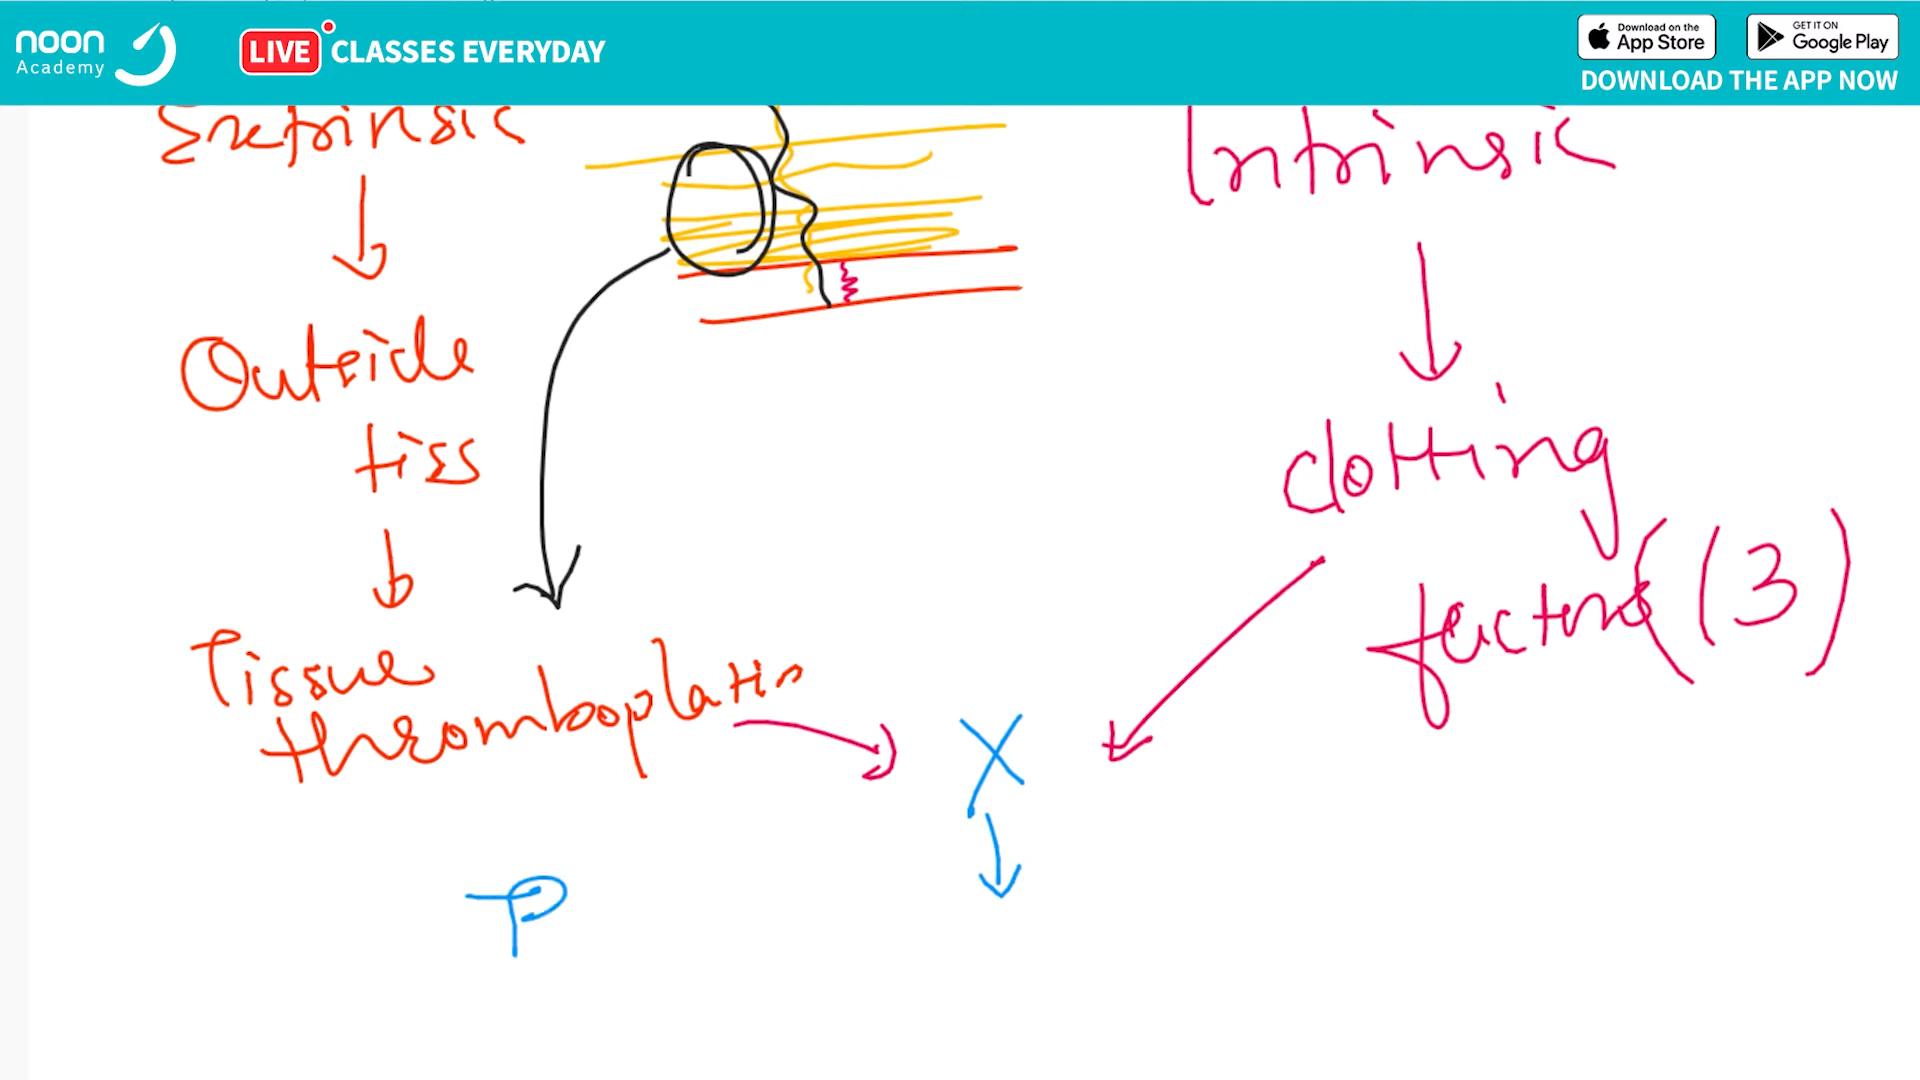 noon
Academy
LIVE CLASSES EVERYDAY
Download on the
App Store
GET IT ON
Google Play
DOWNLOAD THE APP NOW
Extrinsic
Intrinsic
Outside
tiss
clotting
factors (3)
Tissue
thromboplatin
X
P